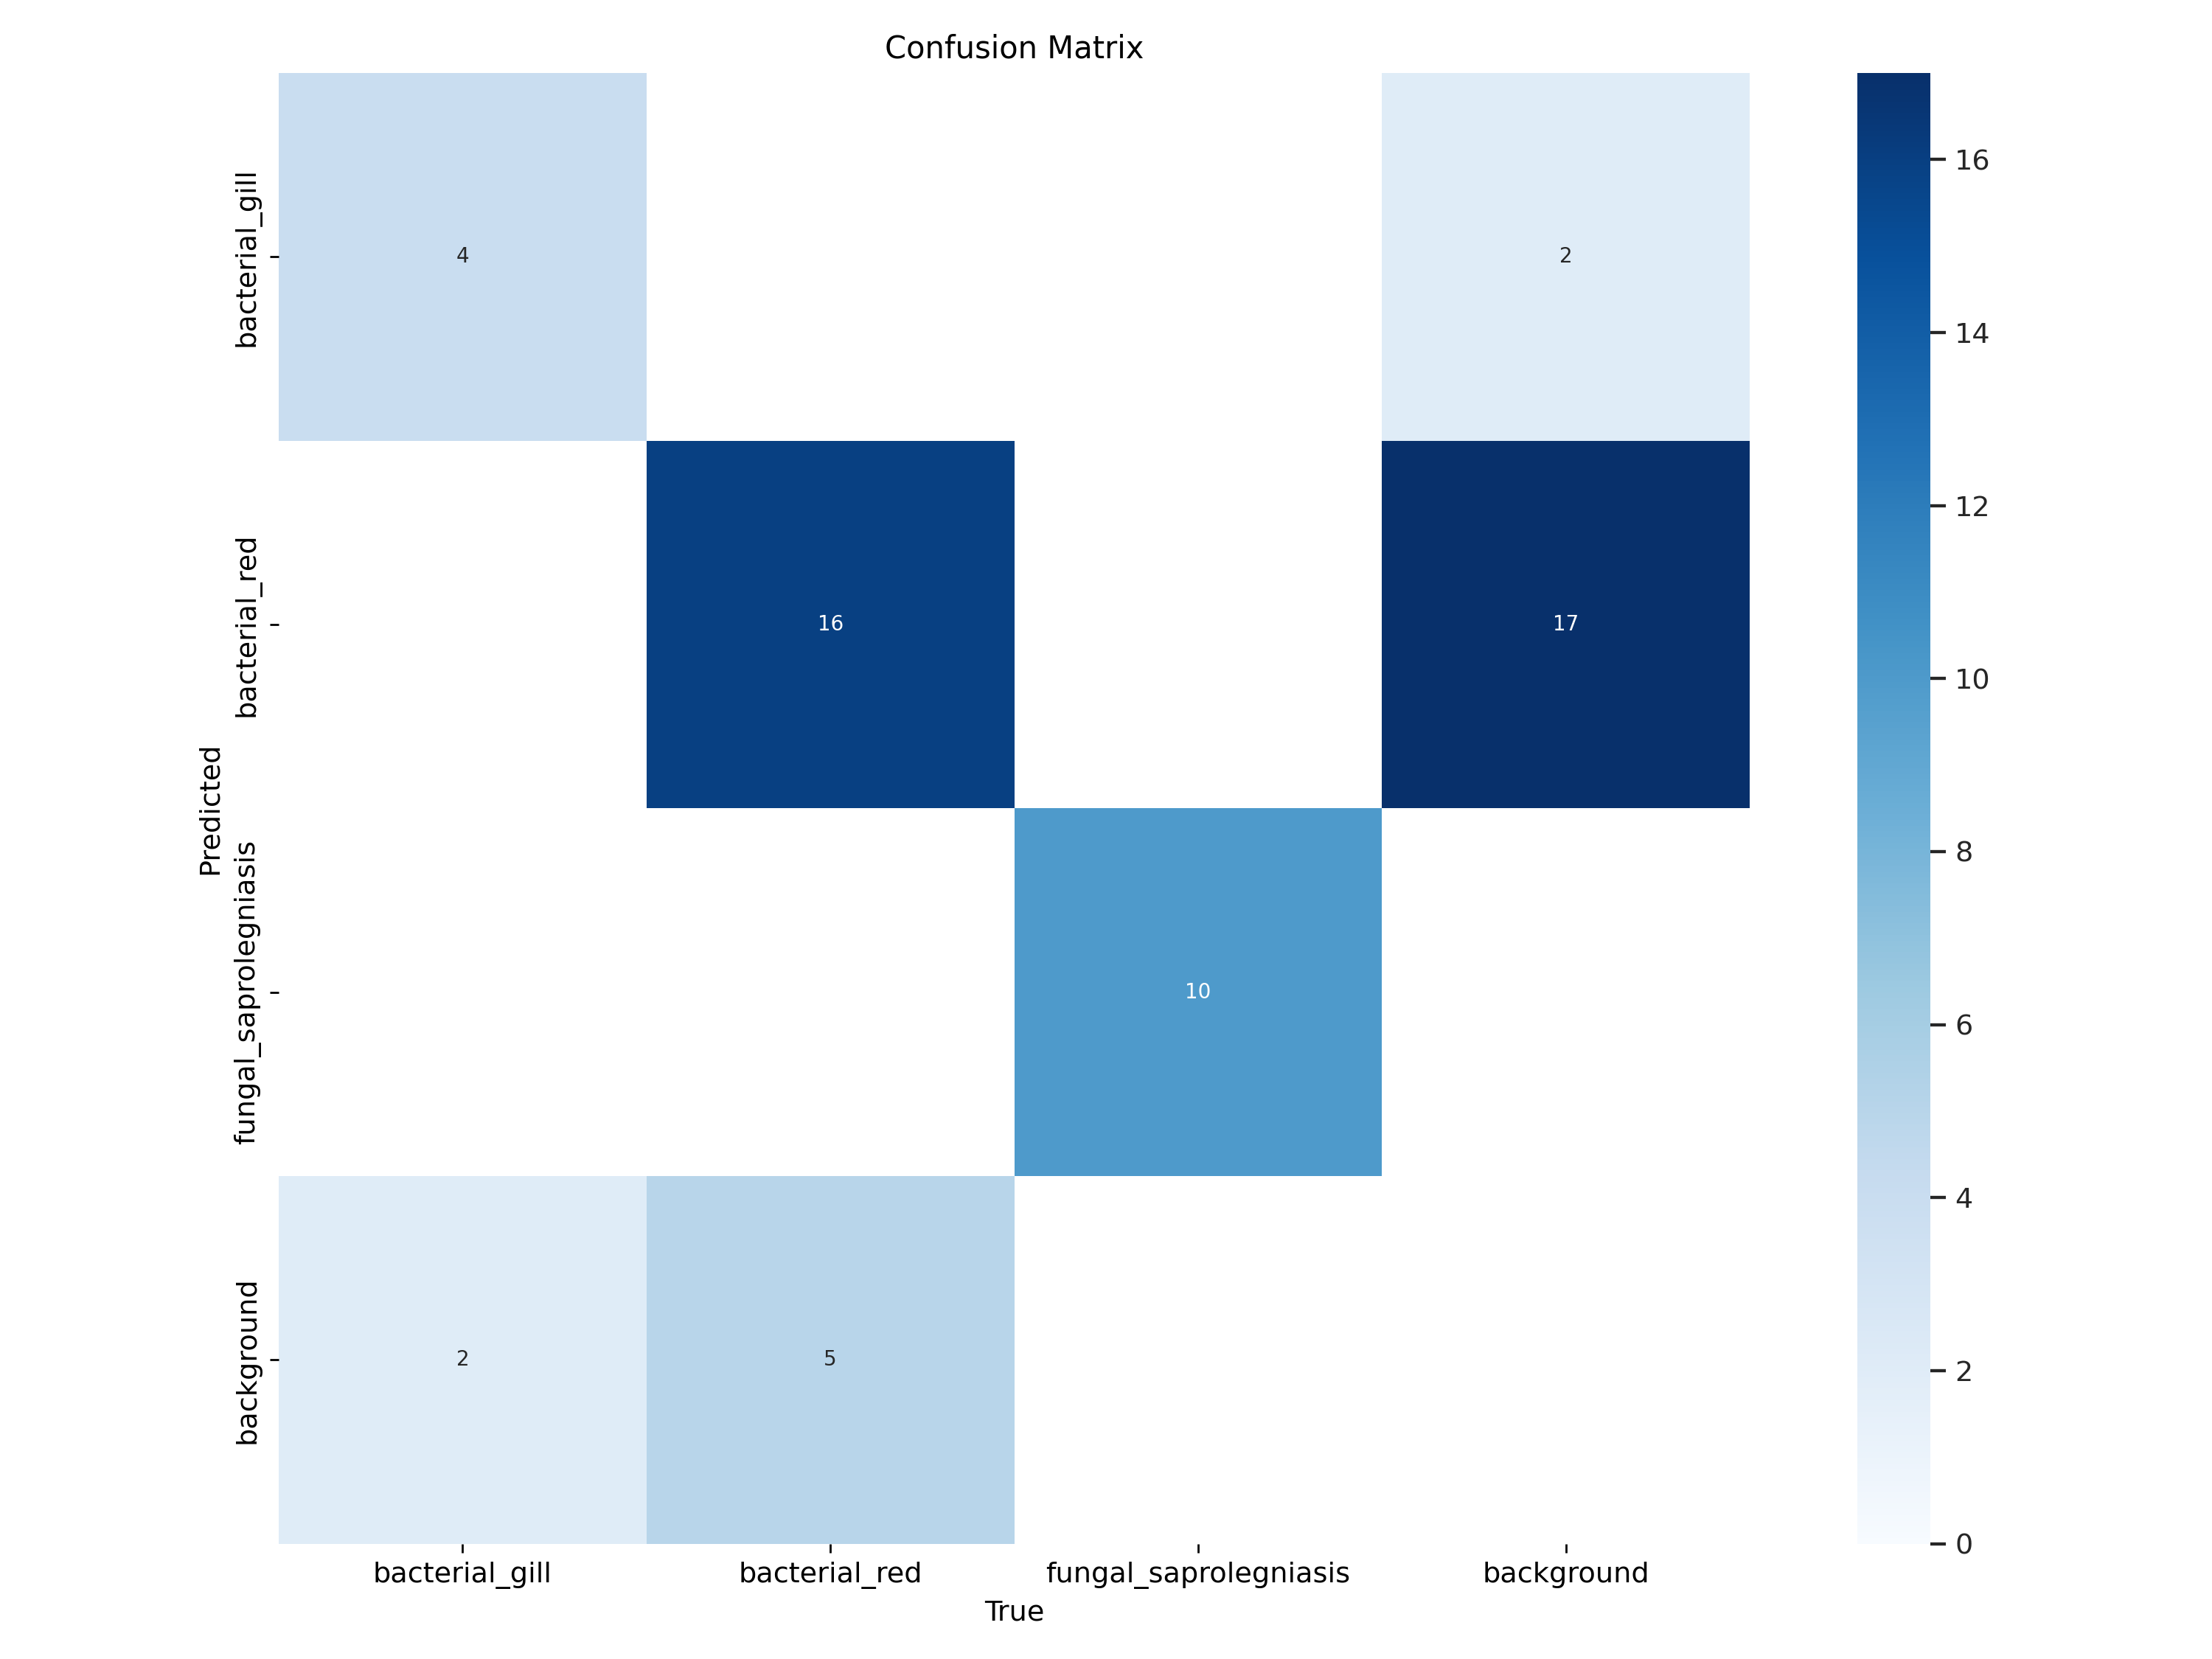 Confusion Matrix
Predicted
bacterial_gill
bacterial_red
fungal_saprolegniasis
background
4
2
16
17
10
2
5
bacterial_gill
bacterial_red
fungal_saprolegniasis
background
True
16
14
12
10
8
6
4
2
0